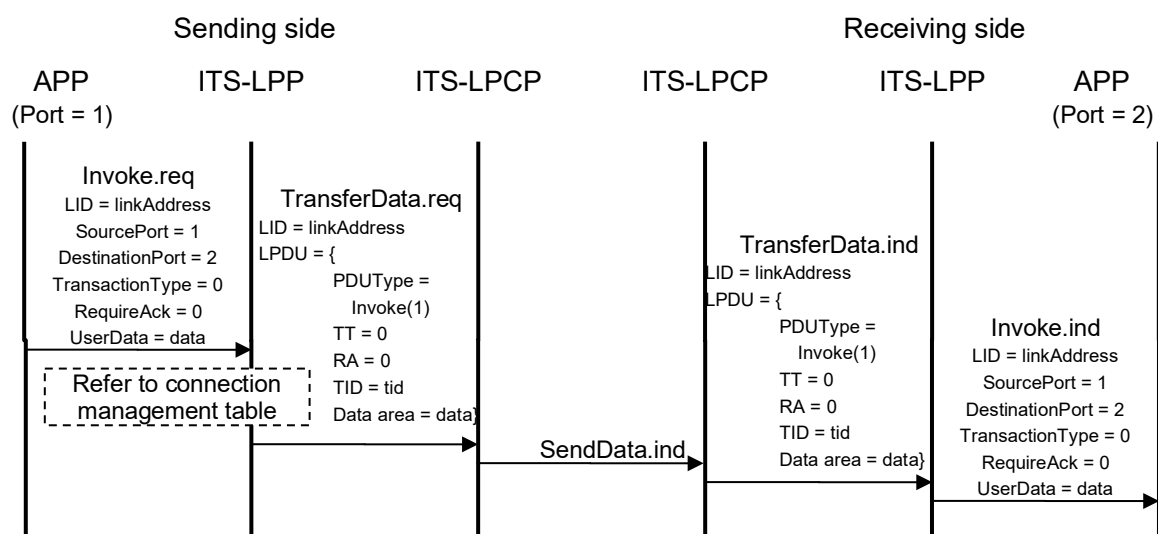 Sending side
Receiving side
APP
(Port = 1)
ITS-LPP
ITS-LPCP
ITS-LPCP
ITS-LPP
APP
(Port = 2)
Invoke.req
LID = linkAddress
SourcePort = 1
DestinationPort = 2
TransactionType = 0
RequireAck = 0
UserData = data
Refer to connection
management table
TransferData.req
LID = linkAddress
LPDU = {
PDUType =
Invoke(1)
TT = 0
RA = 0
TID = tid
Data area = data}
SendData.ind
TransferData.ind
LID = linkAddress
LPDU = {
PDUType =
Invoke(1)
TT = 0
RA = 0
TID = tid
Data area = data}
Invoke.ind
LID = linkAddress
SourcePort = 1
DestinationPort = 2
TransactionType = 0
RequireAck = 0
UserData = data